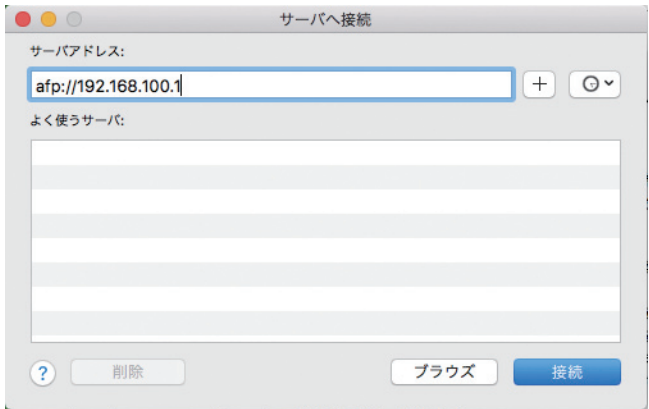 サーバへ接続
サーバアドレス:
afp://192.168.100.1
よく使うサーバ:
?
削除
ブラウズ
接続